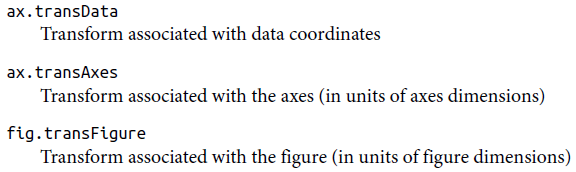 ax.transData
Transform associated with data coordinates
ax.transAxes
Transform associated with the axes (in units of axes dimensions)
fig.transFigure
Transform associated with the figure (in units of figure dimensions)